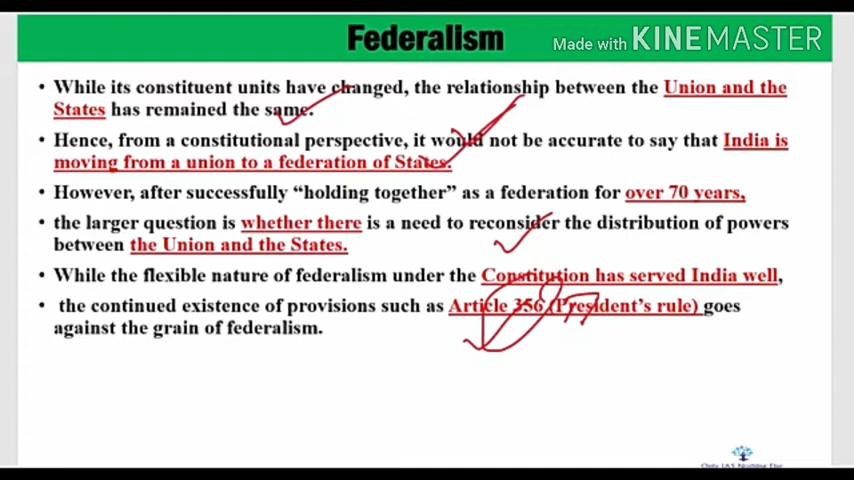 Federalism
Made with KINEMASTER
• While its constituent units have changed, the relationship between the Union and the
States has remained the same.
• Hence, from a constitutional perspective, it would not be accurate to say that India is
moving from a union to a federation of States.
• However, after successfully “holding together” as a federation for over 70 years,
• the larger question is whether there is a need to reconsider the distribution of powers
between the Union and the States.
• While the flexible nature of federalism under the Constitution has served India well,
• the continued existence of provisions such as Article 356 (President's rule) goes
against the grain of federalism.